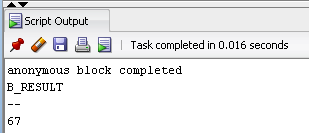 Script Output
Task completed in 0.016 seconds
anonymous block completed
B_RESULT
--
67